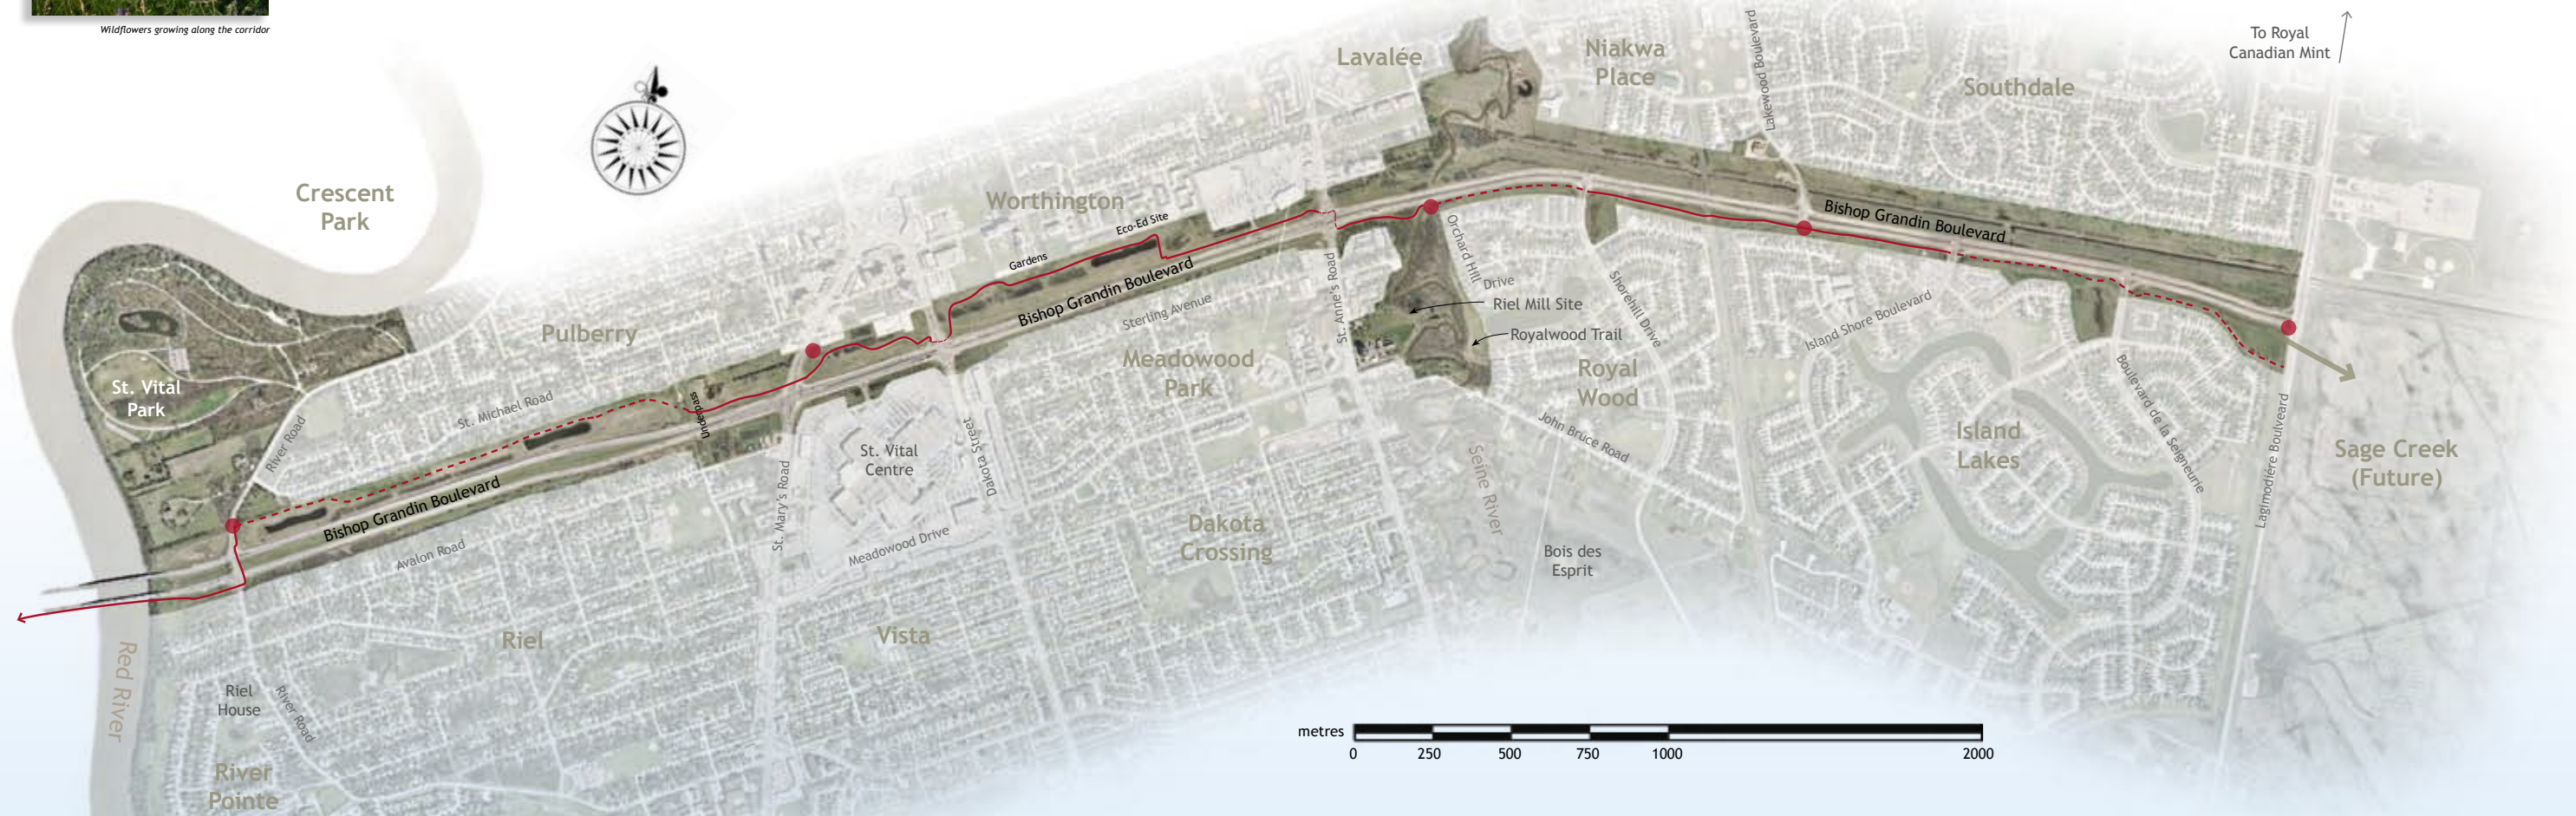 Wildflowers growing along the corridor
To Royal
Canadian Mint
Lavalée
Niakwa
Place
Lakewood Boulevard
Southdale
Crescent
Park
Worthington
Eco-Ed Site
Gardens
Bishop Grandin Boulevard
Bishop Grandin Boulevard
Sterling Avenue
St. Anne's Road
Orchard Hill
Drive
Riel Mill Site
Royalwood Trail
Shorehill Drive
Island Shore Boulevard
Pulberry
St. Vital
Park
St. Michael Road
River Road
Underpass
Meadowood
Park
Royal
Wood
John Bruce Road
Boulevard de la Seigneurie
Island
Lakes
Lagimodière Boulveard
Sage Creek
(Future)
St. Vital
Centre
Dakota Street
St. Mary's Road
Meadowood Drive
Bishop Grandin Boulevard
Avalon Road
Seine River
Dakota
Crossing
Bois des
Esprit
Riel
Vista
Red River
Riel
House
River Road
River
Pointe
metres
0 250 500 750 1000 2000